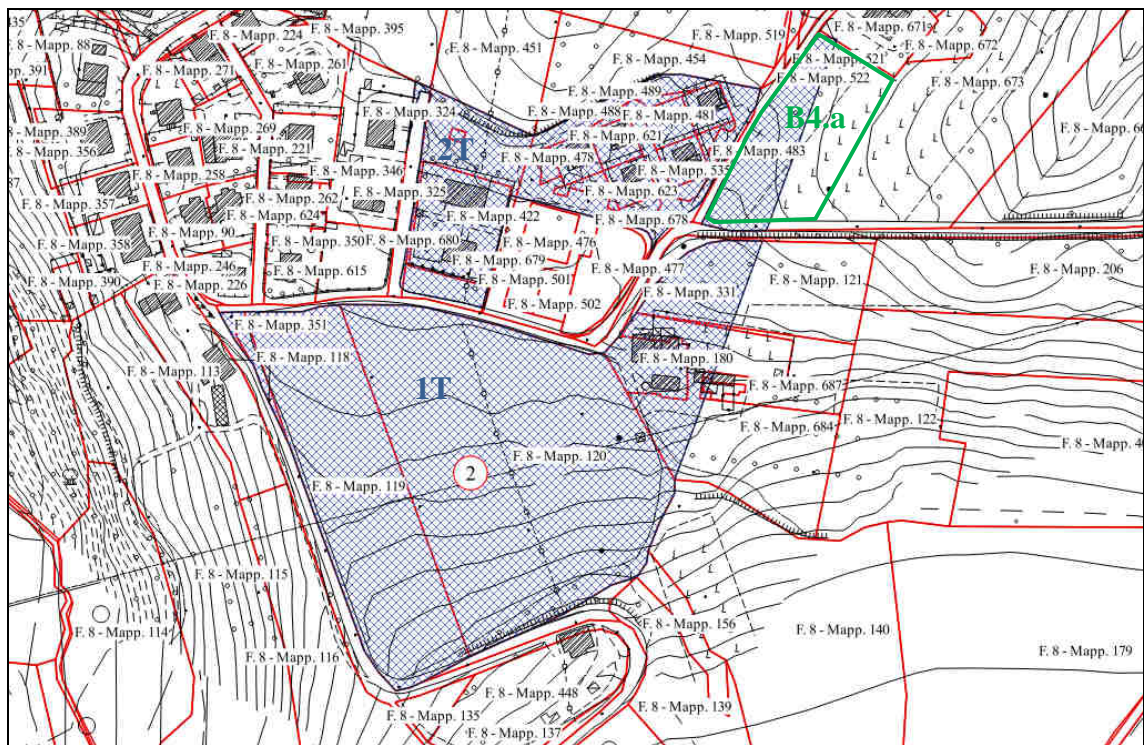 F. 8 - Mapp. 224
F. 8 - Mapp. 395
F. 8 - Mapp. 451
F. 8 - Mapp. 519
F. 8 - Mapp. 671
F. 8 - Mapp. 88
F. 8 - Mapp. 261
F. 8 - Mapp. 454
F. 8 - Mapp. 521
F. 8 - Mapp. 672
391
F. 8 - Mapp. 271
F. 8 - Mapp. 489
F. 8 - Mapp. 522
F. 8 - Mapp. 673
F. 8 - Mapp. 324
F. 8 - Mapp. 488
F. 8 - Mapp. 481
B4.a
389
F. 8 - Mapp. 269
F. 8 - Mapp. 621
F. 8 - Mapp. 356
F. 8 - Mapp. 221
2T
F. 8 - Mapp. 478
F. 8 - Mapp. 483
F. 8 - Mapp. 258
F. 8 - Mapp. 346
F. 8 - Mapp. 535
F. 8 - Mapp. 325
F. 8 - Mapp. 623
F. 8 - Mapp. 357
F. 8 - Mapp. 262
F. 8 - Mapp. 624
F. 8 - Mapp. 422
F. 8 - Mapp. 678
F. 8 - Mapp. 90
F. 8 - Mapp. 350
F. 8 - Mapp. 680
F. 8 - Mapp. 476
F. 8 - Mapp. 358
F. 8 - Mapp. 679
F. 8 - Mapp. 246
F. 8 - Mapp. 615
F. 8 - Mapp. 477
F. 8 - Mapp. 206
F. 8 - Mapp. 390
F. 8 - Mapp. 226
F. 8 - Mapp. 501
F. 8 - Mapp. 121
F. 8 - Mapp. 331
F. 8 - Mapp. 502
F. 8 - Mapp. 351
F. 8 - Mapp. 118
F. 8 - Mapp. 180
F. 8 - Mapp. 113
1T
F. 8 - Mapp. 687
F. 8 - Mapp. 684
F. 8 - Mapp. 122
F. 8 - Mapp. 120
2
F. 8 - Mapp. 119
F. 8 - Mapp. 115
F. 8 - Mapp. 114
F. 8 - Mapp. 156
F. 8 - Mapp. 140
F. 8 - Mapp. 116
F. 8 - Mapp. 179
F. 8 - Mapp. 448
F. 8 - Mapp. 139
F. 8 - Mapp. 135
F. 8 - Mapp. 137